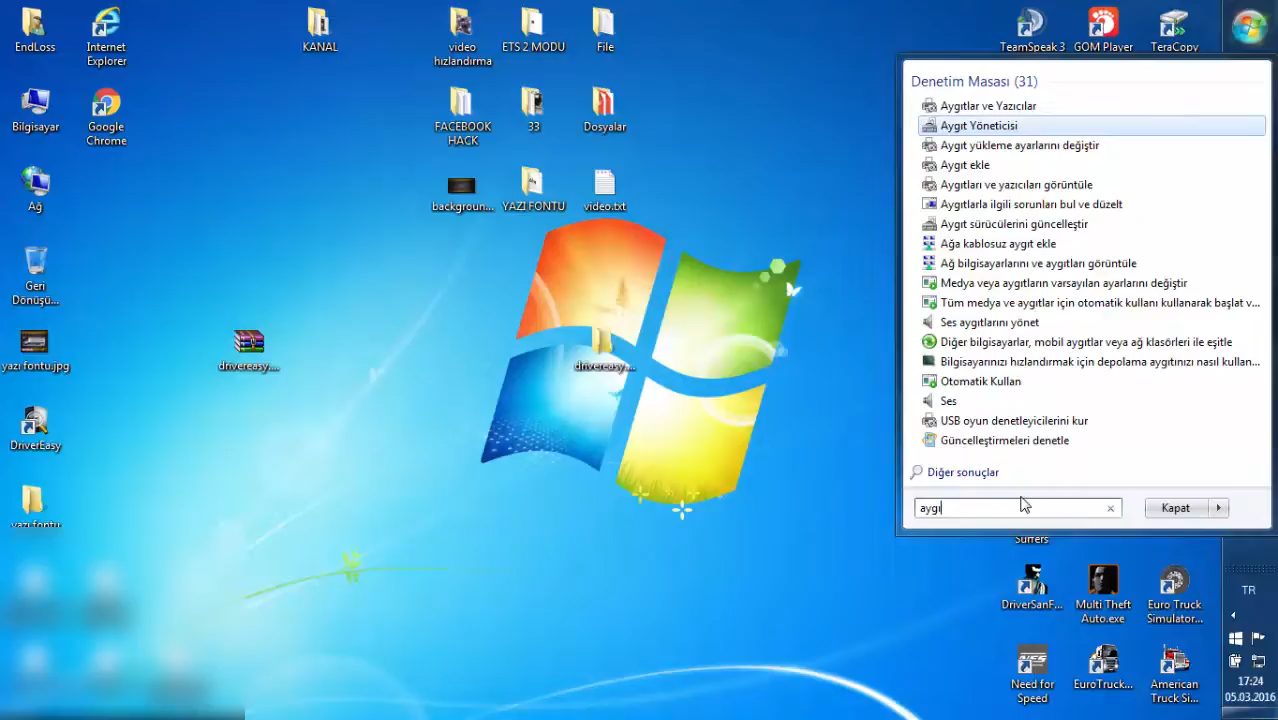 EndLoss
Internet
Explorer
KANAL
video
hızlandırma
ETS 2 MODU
File
TeamSpeak 3
GOM Player
TeraCopy
Bilgisayar
Google
Chrome
FACEBOOK
HACK
33
Dosyalar
Ağ
backgroun...
YAZI FONTU
video.txt
Geri
Dönüşü...
yazı fontu.jpg
drivereasy....
drivereasy....
DriverEasy
yazı fontu
Denetim Masası (31)
Aygıtlar ve Yazıcılar
Aygıt Yöneticisi
Aygıt yükleme ayarlarını değiştir
Aygıt ekle
Aygıtları ve yazıcıları görüntüle
Aygıtlarla ilgili sorunları bul ve düzelt
Aygıt sürücülerini güncelleştir
Ağa kablosuz aygıt ekle
Ağ bilgisayarlarını ve aygıtları görüntüle
Medya veya aygıtların varsayılan ayarlarını değiştir
Tüm medya ve aygıtlar için otomatik kullanı kullanarak başlat v...
Ses aygıtlarını yönet
Diğer bilgisayarlar, mobil aygıtlar veya ağ klasörleri ile eşitle
Bilgisayarınızı hızlandırmak için depolama aygıtınızı nasıl kullan...
Otomatik Kullan
Ses
USB oyun denetleyicilerini kur
Güncelleştirmeleri denetle
Diğer sonuçlar
aygı
Kapat
Surfers
DriverSanF...
Multi Theft
Auto.exe
Euro Truck
Simulator...
Need for
Speed
EuroTruck...
American
Truck Si...
TR
17:24
05.03.2016